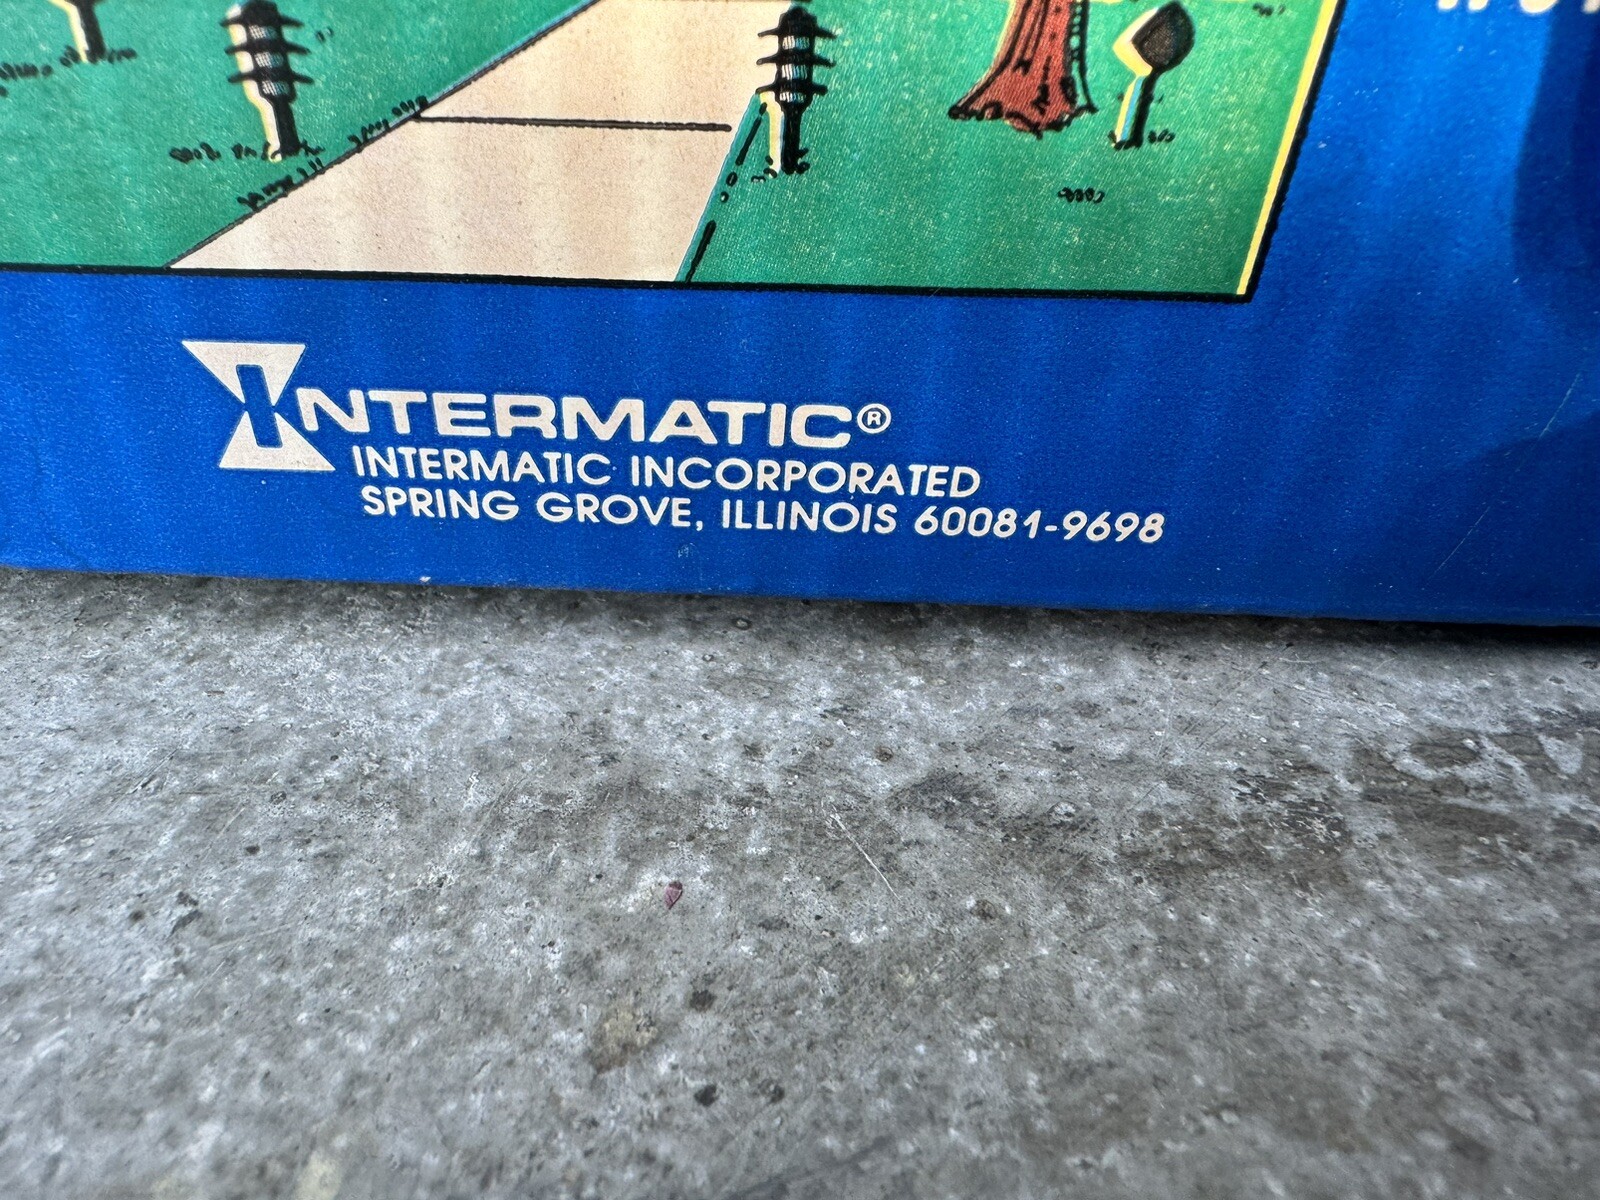 INTERMATIC®
INTERMATIC INCORPORATED
SPRING GROVE, ILLINOIS 60081-9698